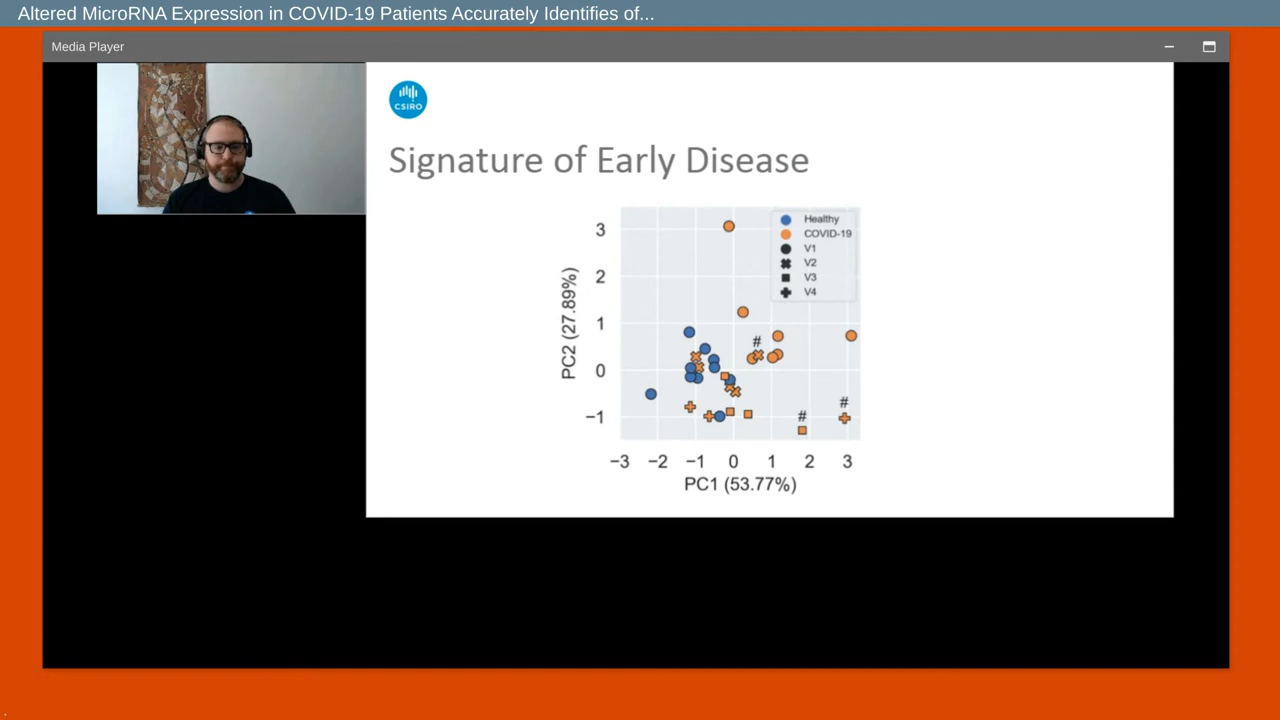 Altered MicroRNA Expression in COVID-19 Patients Accurately Identifies of...
Media Player
CSIRO
Signature of Early Disease
Healthy
COVID-19
V1
V2
V3
V4
PC2 (27.89%)
3
2
1
0
−1
#
#
#
−3 −2 −1 0 1 2 3
PC1 (53.77%)